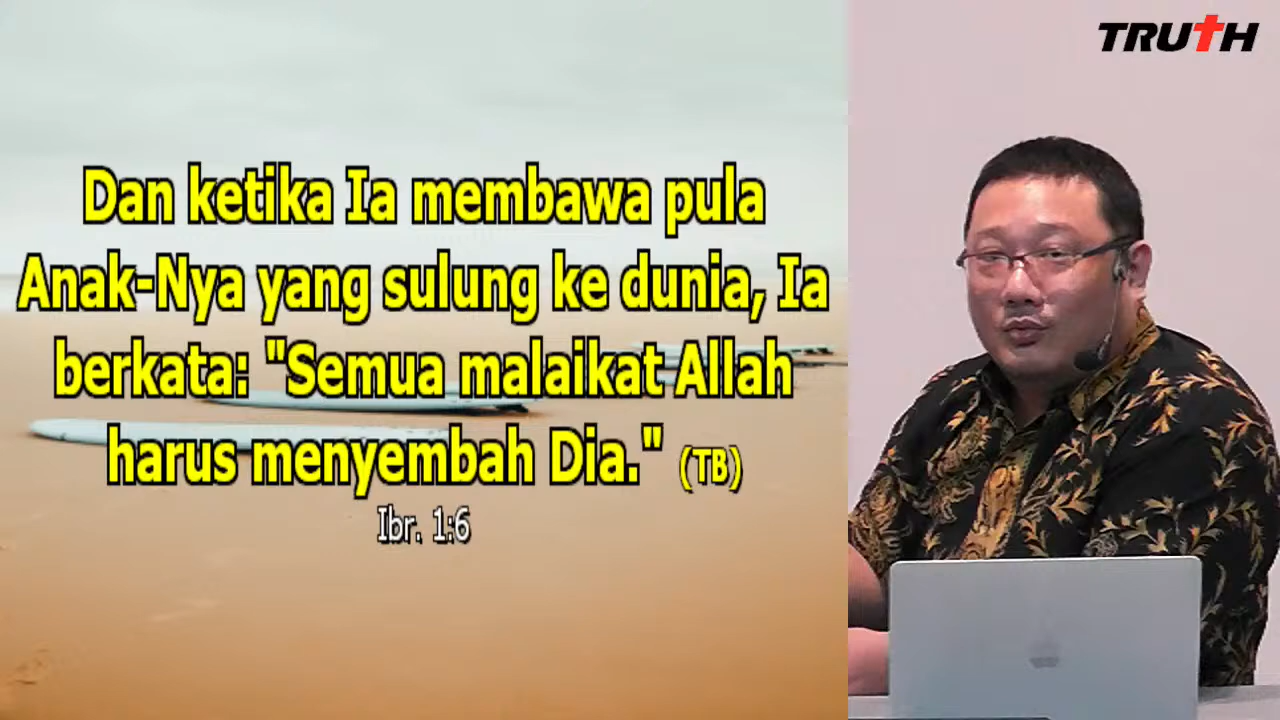 TRUTH
Dan ketika Ia membawa pula
Anak-Nya yang sulung ke dunia, Ia
berkata: "Semua malaikat Allah
harus menyembah Dia." (TB)
Ibr. 1:6